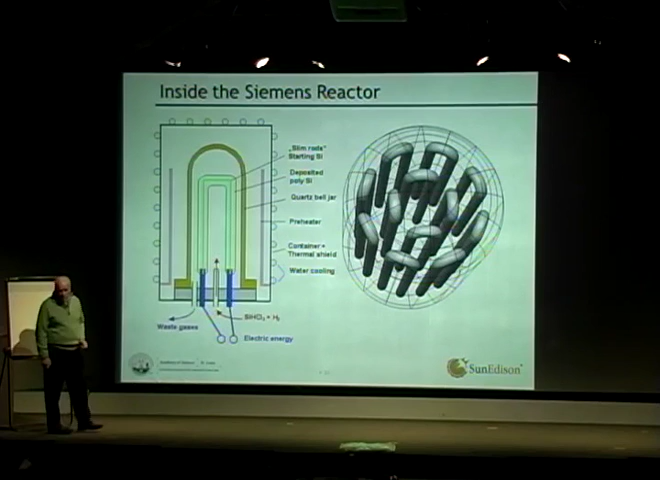 Inside the Siemens Reactor
„Slim rods"
Starting Si
Deposited
poly Si
Quartz bell jar
Preheater
Container +
Thermal shield
Water cooling
SiHCl₃ + H₂
Waste gases
Electric energy
SunEdison